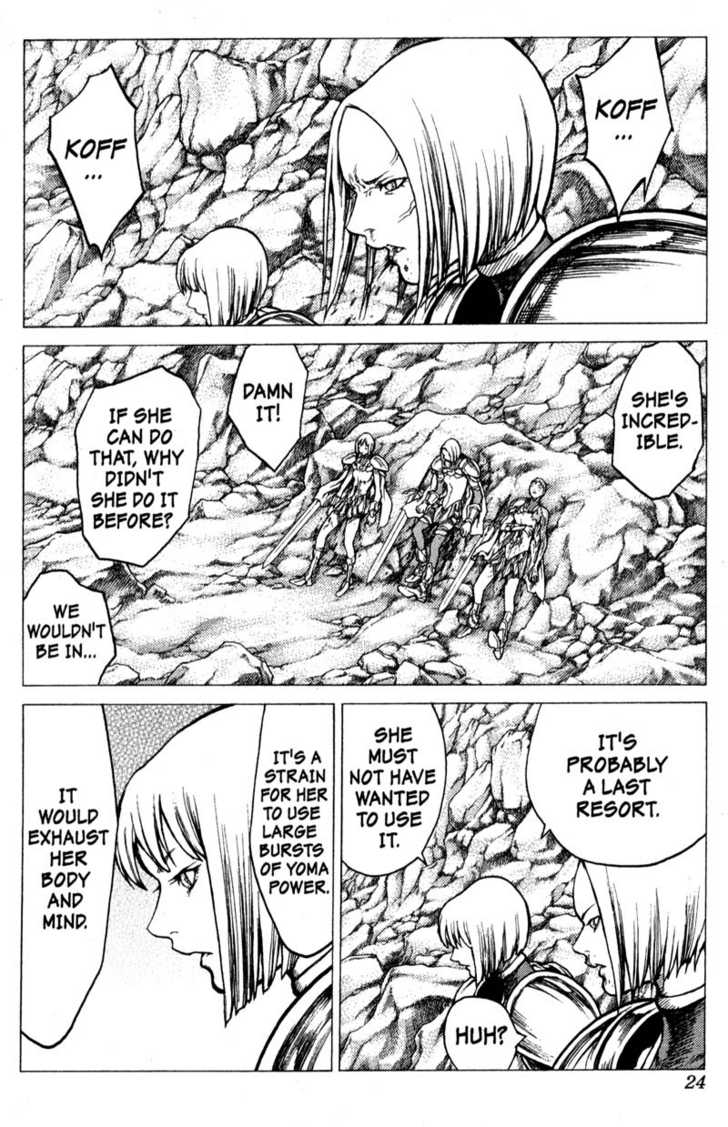 KOFF
...
KOFF
...
SHE'S
INCRED-
IBLE.
DAMN
IT!
IF SHE
CAN DO
THAT, WHY
DIDN'T
SHE DO IT
BEFORE?
WE
WOULDN'T
BE IN...
IT'S
PROBABLY
A LAST
RESORT.
SHE
MUST
NOT HAVE
WANTED
TO USE
IT.
HUH?
IT'S A
STRAIN
FOR HER
TO USE
LARGE
BURSTS
OF YOMA
POWER.
IT
WOULD
EXHAUST
HER
BODY
AND
MIND.
24